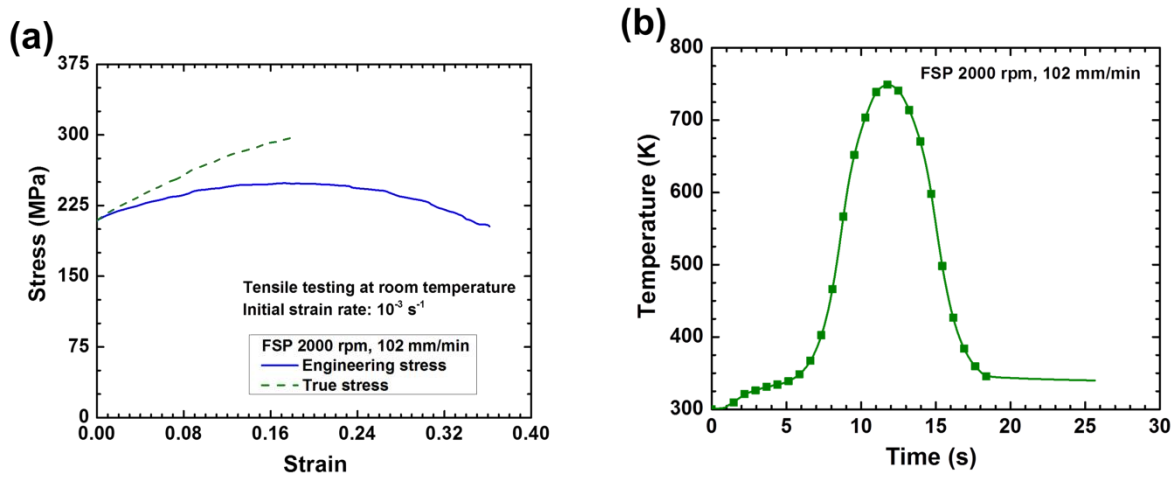 (a)
375
300
225
150
75
0
Stress (MPa)
Tensile testing at room temperature
Initial strain rate: 10⁻³ s⁻¹
FSP 2000 rpm, 102 mm/min
Engineering stress
True stress
0.00 0.08 0.16 0.24 0.32 0.40
Strain
(b)
800
700
600
500
400
300
Temperature (K)
FSP 2000 rpm, 102 mm/min
0 5 10 15 20 25 30
Time (s)